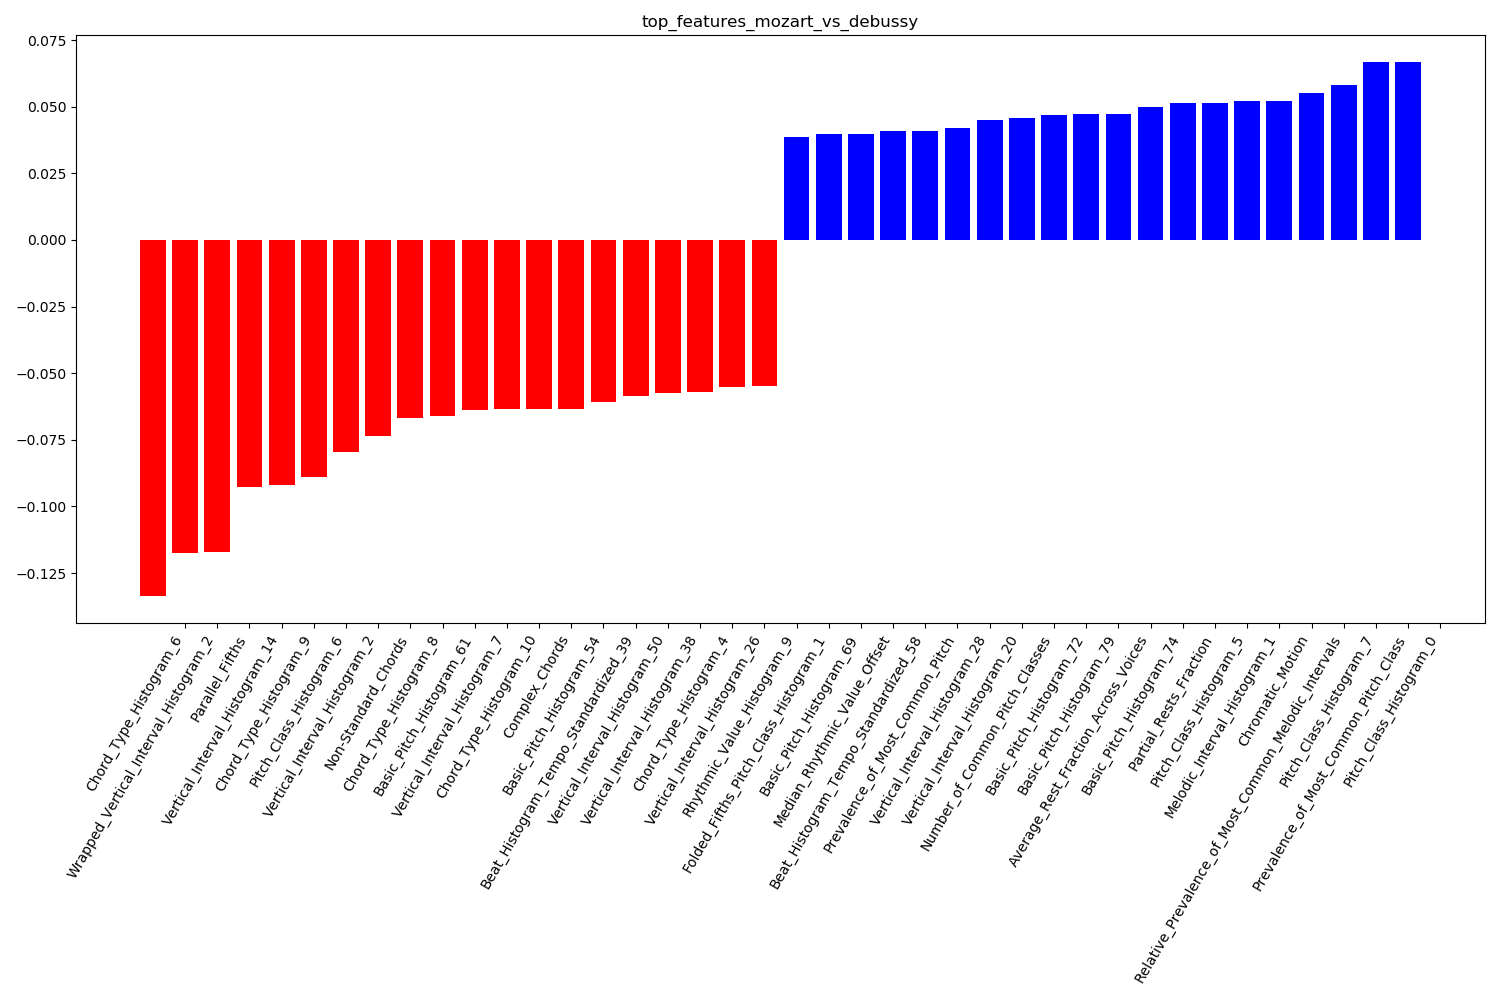 top_features_mozart_vs_debussy
0.075
0.050
0.025
0.000
−0.025
−0.050
−0.075
−0.100
−0.125
Chord_Type_Histogram_6
Wrapped_Vertical_Interval_Histogram_2
Parallel_Fifths
Vertical_Interval_Histogram_14
Chord_Type_Histogram_9
Pitch_Class_Histogram_6
Vertical_Interval_Histogram_2
Non-Standard_Chords
Chord_Type_Histogram_8
Basic_Pitch_Histogram_61
Vertical_Interval_Histogram_7
Chord_Type_Histogram_10
Complex_Chords
Basic_Pitch_Histogram_54
Beat_Histogram_Tempo_Standardized_39
Vertical_Interval_Histogram_50
Vertical_Interval_Histogram_38
Chord_Type_Histogram_4
Vertical_Interval_Histogram_26
Rhythmic_Value_Histogram_9
Folded_Fifths_Pitch_Class_Histogram_1
Basic_Pitch_Histogram_69
Median_Rhythmic_Value_Offset
Beat_Histogram_Tempo_Standardized_58
Prevalence_of_Most_Common_Pitch
Vertical_Interval_Histogram_28
Vertical_Interval_Histogram_20
Number_of_Common_Pitch_Classes
Basic_Pitch_Histogram_72
Basic_Pitch_Histogram_79
Average_Rest_Fraction_Across_Voices
Basic_Pitch_Histogram_74
Partial_Rests_Fraction
Pitch_Class_Histogram_5
Melodic_Interval_Histogram_1
Chromatic_Motion
Relative_Prevalence_of_Most_Common_Melodic_Intervals
Pitch_Class_Histogram_7
Prevalence_of_Most_Common_Pitch_Class
Pitch_Class_Histogram_0